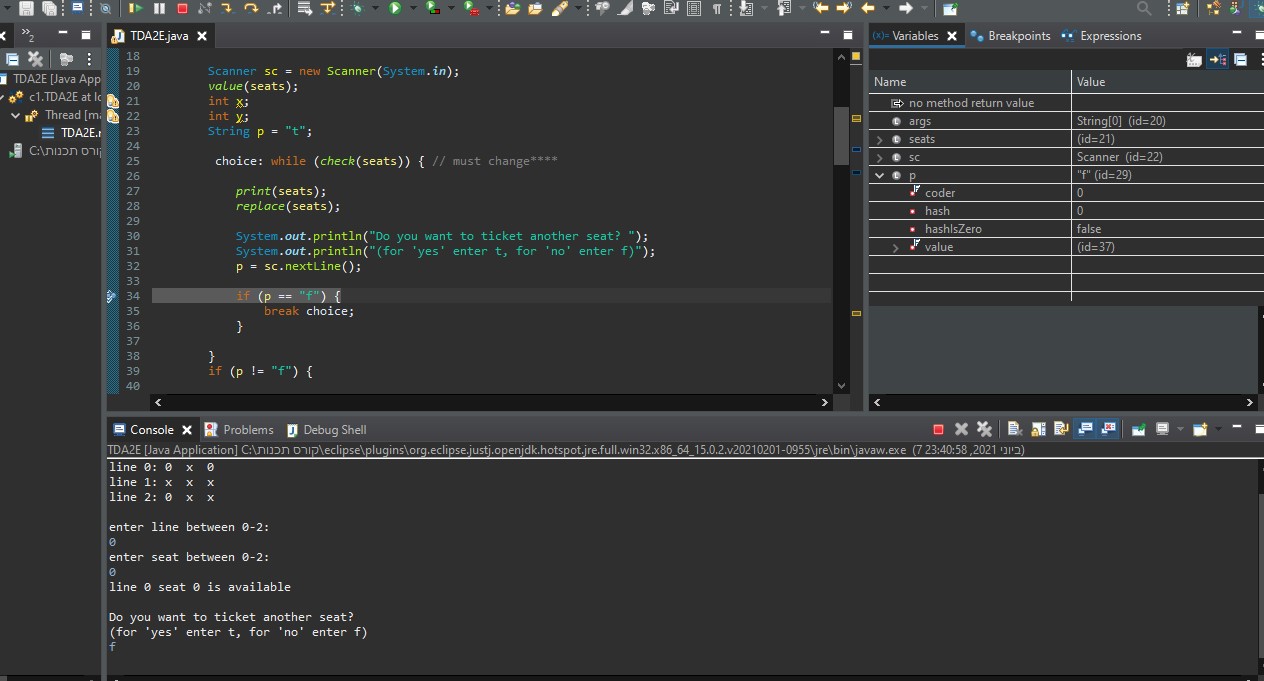 TDA2E.java
Variables
Breakpoints
Expressions
2
TDA2E [Java App
c1.TDA2E at lo
Thread [ma
TDA2E.r
C:\קורס תכנות
18
19 Scanner sc = new Scanner(System.in);
20 value(seats);
21 int x;
22 int y;
23 String p = "t";
24
25 choice: while (check(seats)) { // must change****
26
27 print(seats);
28 replace(seats);
29
30 System.out.println("Do you want to ticket another seat? ");
31 System.out.println("(for 'yes' enter t, for 'no' enter f)");
32 p = sc.nextLine();
33
34 if (p == "f") {
35 break choice;
36 }
37
38 }
39 if (p != "f") {
40
Name Value
no method return value
args String[0] (id=20)
seats (id=21)
sc Scanner (id=22)
p "f" (id=29)
coder 0
hash 0
hashIsZero false
value (id=37)
Console Problems Debug Shell
TDA2E [Java Application] C:\קורס תכנות\eclipse\plugins\org.eclipse.justj.openjdk.hotspot.jre.full.win32.x86_64_15.0.2.v20210201-0955\jre\bin\javaw.exe (7 ביוני 2021, 23:40:58)
line 0: 0 x 0
line 1: x x x
line 2: 0 x x
enter line between 0-2:
0
enter seat between 0-2:
0
line 0 seat 0 is available
Do you want to ticket another seat?
(for 'yes' enter t, for 'no' enter f)
f